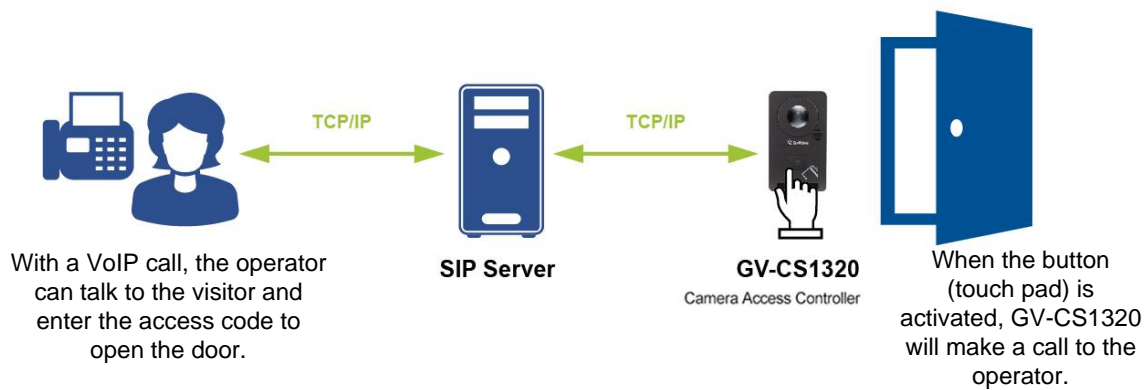 TCP/IP
TCP/IP
With a VoIP call, the operator
can talk to the visitor and
enter the access code to
open the door.
SIP Server
GV-CS1320
Camera Access Controller
When the button
(touch pad) is
activated, GV-CS1320
will make a call to the
operator.